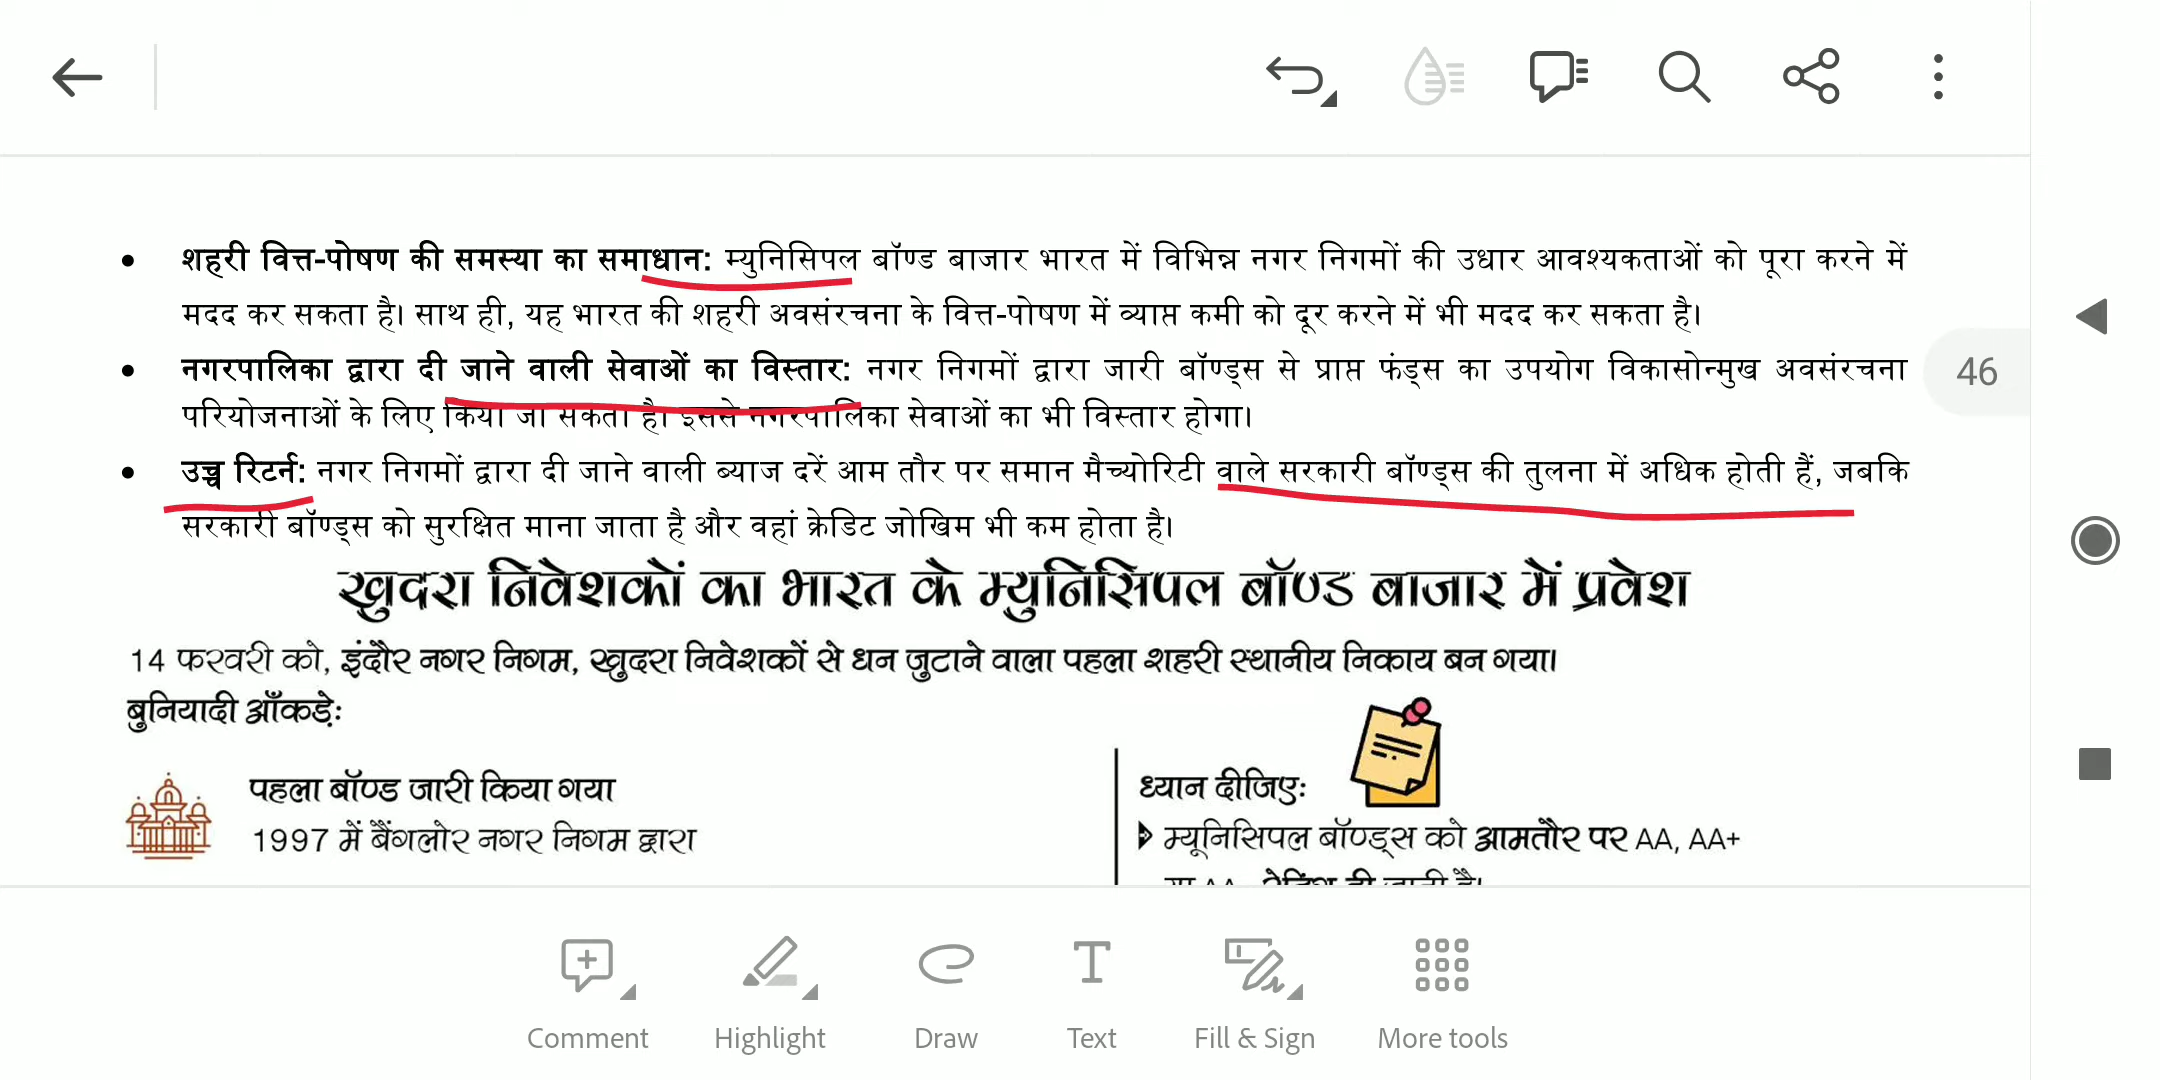 शहरी वित्त-पोषण की समस्या का समाधान: म्युनिसिपल बॉण्ड बाजार भारत में विभिन्न नगर निगमों की उधार आवश्यकताओं को पूरा करने में
मदद कर सकता है। साथ ही, यह भारत की शहरी अवसंरचना के वित्त-पोषण में व्याप्त कमी को दूर करने में भी मदद कर सकता है।
नगरपालिका द्वारा दी जाने वाली सेवाओं का विस्तार: नगर निगमों द्वारा जारी बॉण्ड्स से प्राप्त फंड्स का उपयोग विकासोन्मुख अवसंरचना
46
परियोजनाओं के लिए किया जा सकता है। इससे नगरपालिका सेवाओं का भी विस्तार होगा।
उच्च रिटर्न: नगर निगमों द्वारा दी जाने वाली ब्याज दरें आम तौर पर समान मैच्योरिटी वाले सरकारी बॉण्ड्स की तुलना में अधिक होती हैं, जबकि
सरकारी बॉण्ड्स को सुरक्षित माना जाता है और वहां क्रेडिट जोखिम भी कम होता है।
खुदरा निवेशकों का भारत के म्युनिसिपल बॉण्ड बाजार में प्रवेश
14 फरवरी को, इंदौर नगर निगम, खुदरा निवेशकों से धन जुटाने वाला पहला शहरी स्थानीय निकाय बन गया।
बुनियादी आँकड़े:
पहला बॉण्ड जारी किया गया
1997 में बैंगलोर नगर निगम द्वारा
ध्यान दीजिए:
म्यूनिसिपल बॉण्ड्स को आमतौर पर AA, AA+
Comment
Highlight
Draw
Text
Fill & Sign
More tools